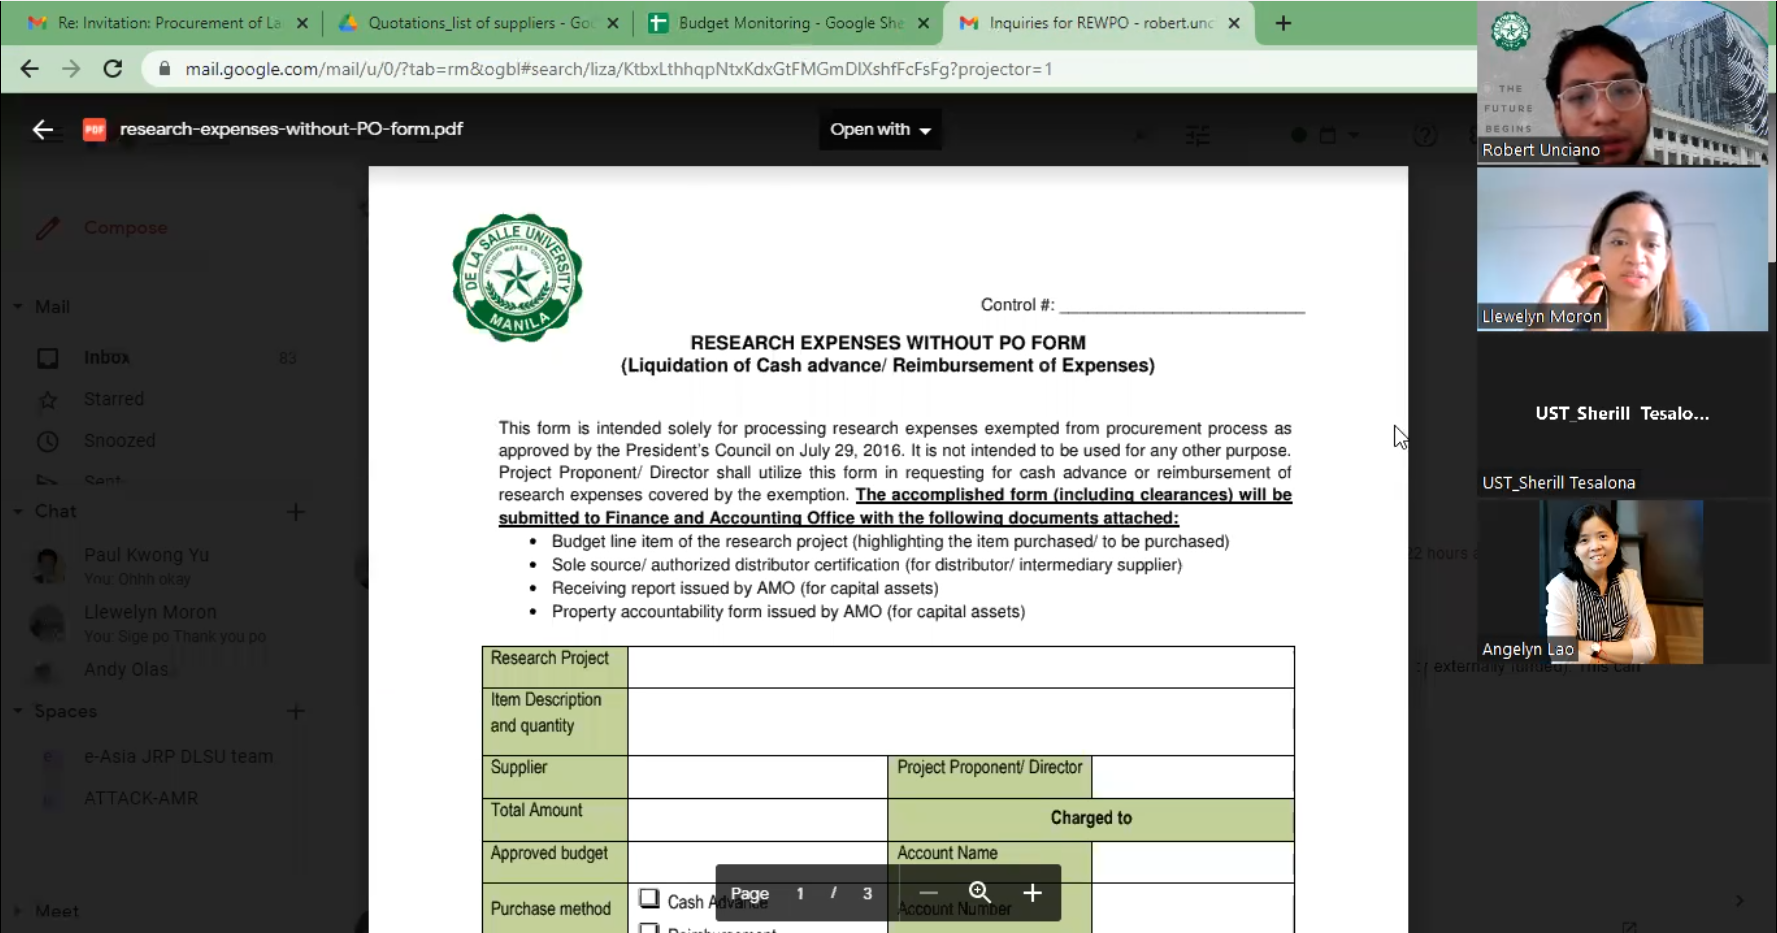 Re: Invitation: Procurement of La
Quotations_list of suppliers - Goo
Budget Monitoring - Google She
Inquiries for REWPO - robert.unc
mail.google.com/mail/u/0/?tab=rm&ogbl#search/liza/KtbxLthhqpNtxKdxGtFMGmDlXshfFcFsFg?projector=1
PDF
research-expenses-without-PO-form.pdf
Open with
Compose
Mail
Inbox 83
Starred
Snoozed
Sent
Chat
Paul Kwong Yu
You: Ohhh okay
Llewelyn Moron
You: Sige po Thank you po
Andy Olas
Spaces
e-Asia JRP DLSU team
ATTACK-AMR
Meet
DE LA SALLE UNIVERSITY
RELIGIO MORES CULTURA
MANILA
Control #: ___________________________
RESEARCH EXPENSES WITHOUT PO FORM
(Liquidation of Cash advance/ Reimbursement of Expenses)
This form is intended solely for processing research expenses exempted from procurement process as
approved by the President's Council on July 29, 2016. It is not intended to be used for any other purpose.
Project Proponent/ Director shall utilize this form in requesting for cash advance or reimbursement of
research expenses covered by the exemption. The accomplished form (including clearances) will be
submitted to Finance and Accounting Office with the following documents attached:
• Budget line item of the research project (highlighting the item purchased/ to be purchased)
• Sole source/ authorized distributor certification (for distributor/ intermediary supplier)
• Receiving report issued by AMO (for capital assets)
• Property accountability form issued by AMO (for capital assets)
Research Project
Item Description
and quantity
Supplier
Project Proponent/ Director
Total Amount
Charged to
Approved budget
Account Name
Purchase method
Cash Advance
Account Number
Reimbursement
Page 1 / 3
22 hours a
externally funded). This can
THE
FUTURE
BEGINS
Robert Unciano
Llewelyn Moron
UST_Sherill Tesalo...
UST_Sherill Tesalona
Angelyn Lao